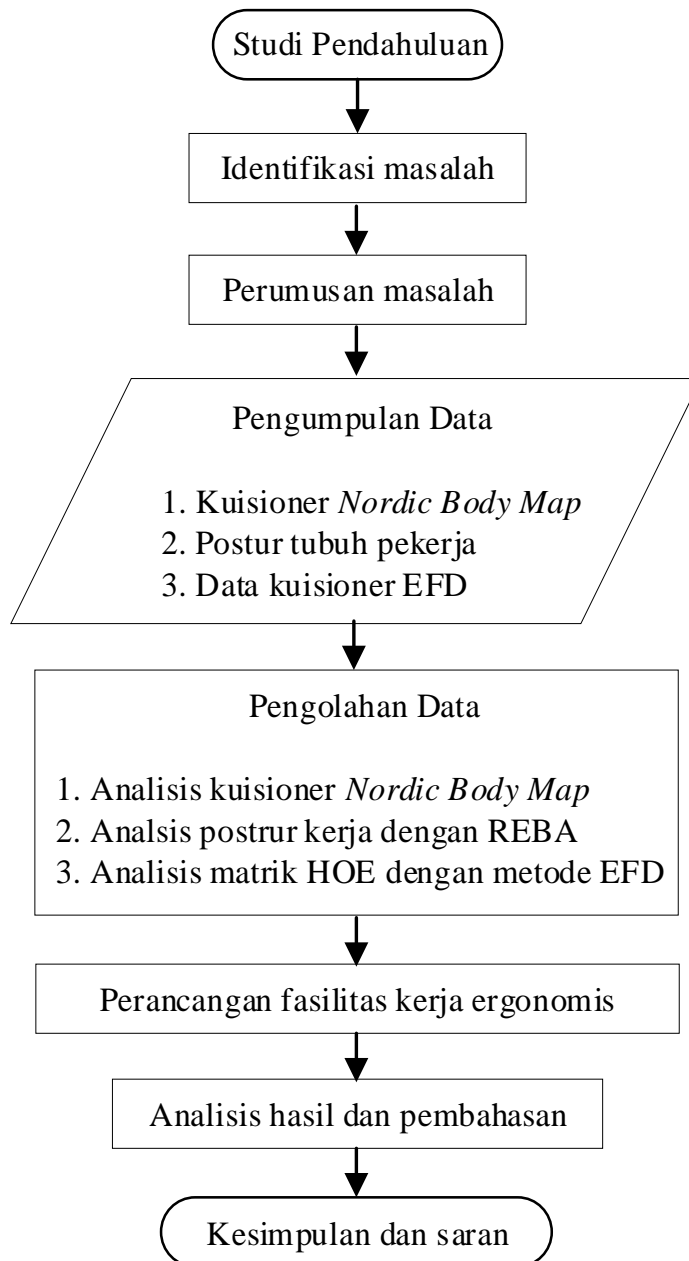 Studi Pendahuluan
Identifikasi masalah
Perumusan masalah
Pengumpulan Data
1. Kuisioner Nordic Body Map
2. Postur tubuh pekerja
3. Data kuisioner EFD
Pengolahan Data
1. Analisis kuisioner Nordic Body Map
2. Analsis postrur kerja dengan REBA
3. Analisis matrik HOE dengan metode EFD
Perancangan fasilitas kerja ergonomis
Analisis hasil dan pembahasan
Kesimpulan dan saran